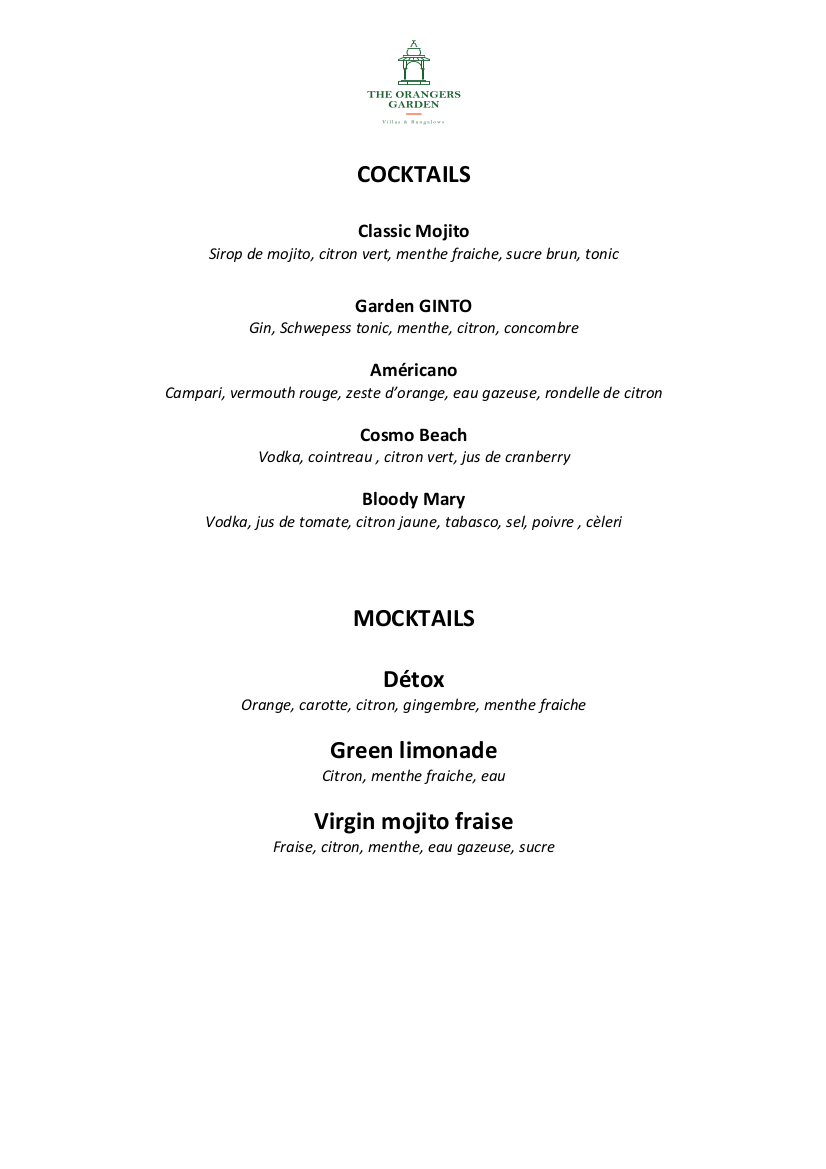 THE ORANGERS
GARDEN
Villas & Bungalows
COCKTAILS
Classic Mojito
Sirop de mojito, citron vert, menthe fraiche, sucre brun, tonic
Garden GINTO
Gin, Schwepess tonic, menthe, citron, concombre
Américano
Campari, vermouth rouge, zeste d’orange, eau gazeuse, rondelle de citron
Cosmo Beach
Vodka, cointreau , citron vert, jus de cranberry
Bloody Mary
Vodka, jus de tomate, citron jaune, tabasco, sel, poivre , cèleri
MOCKTAILS
Détox
Orange, carotte, citron, gingembre, menthe fraiche
Green limonade
Citron, menthe fraiche, eau
Virgin mojito fraise
Fraise, citron, menthe, eau gazeuse, sucre